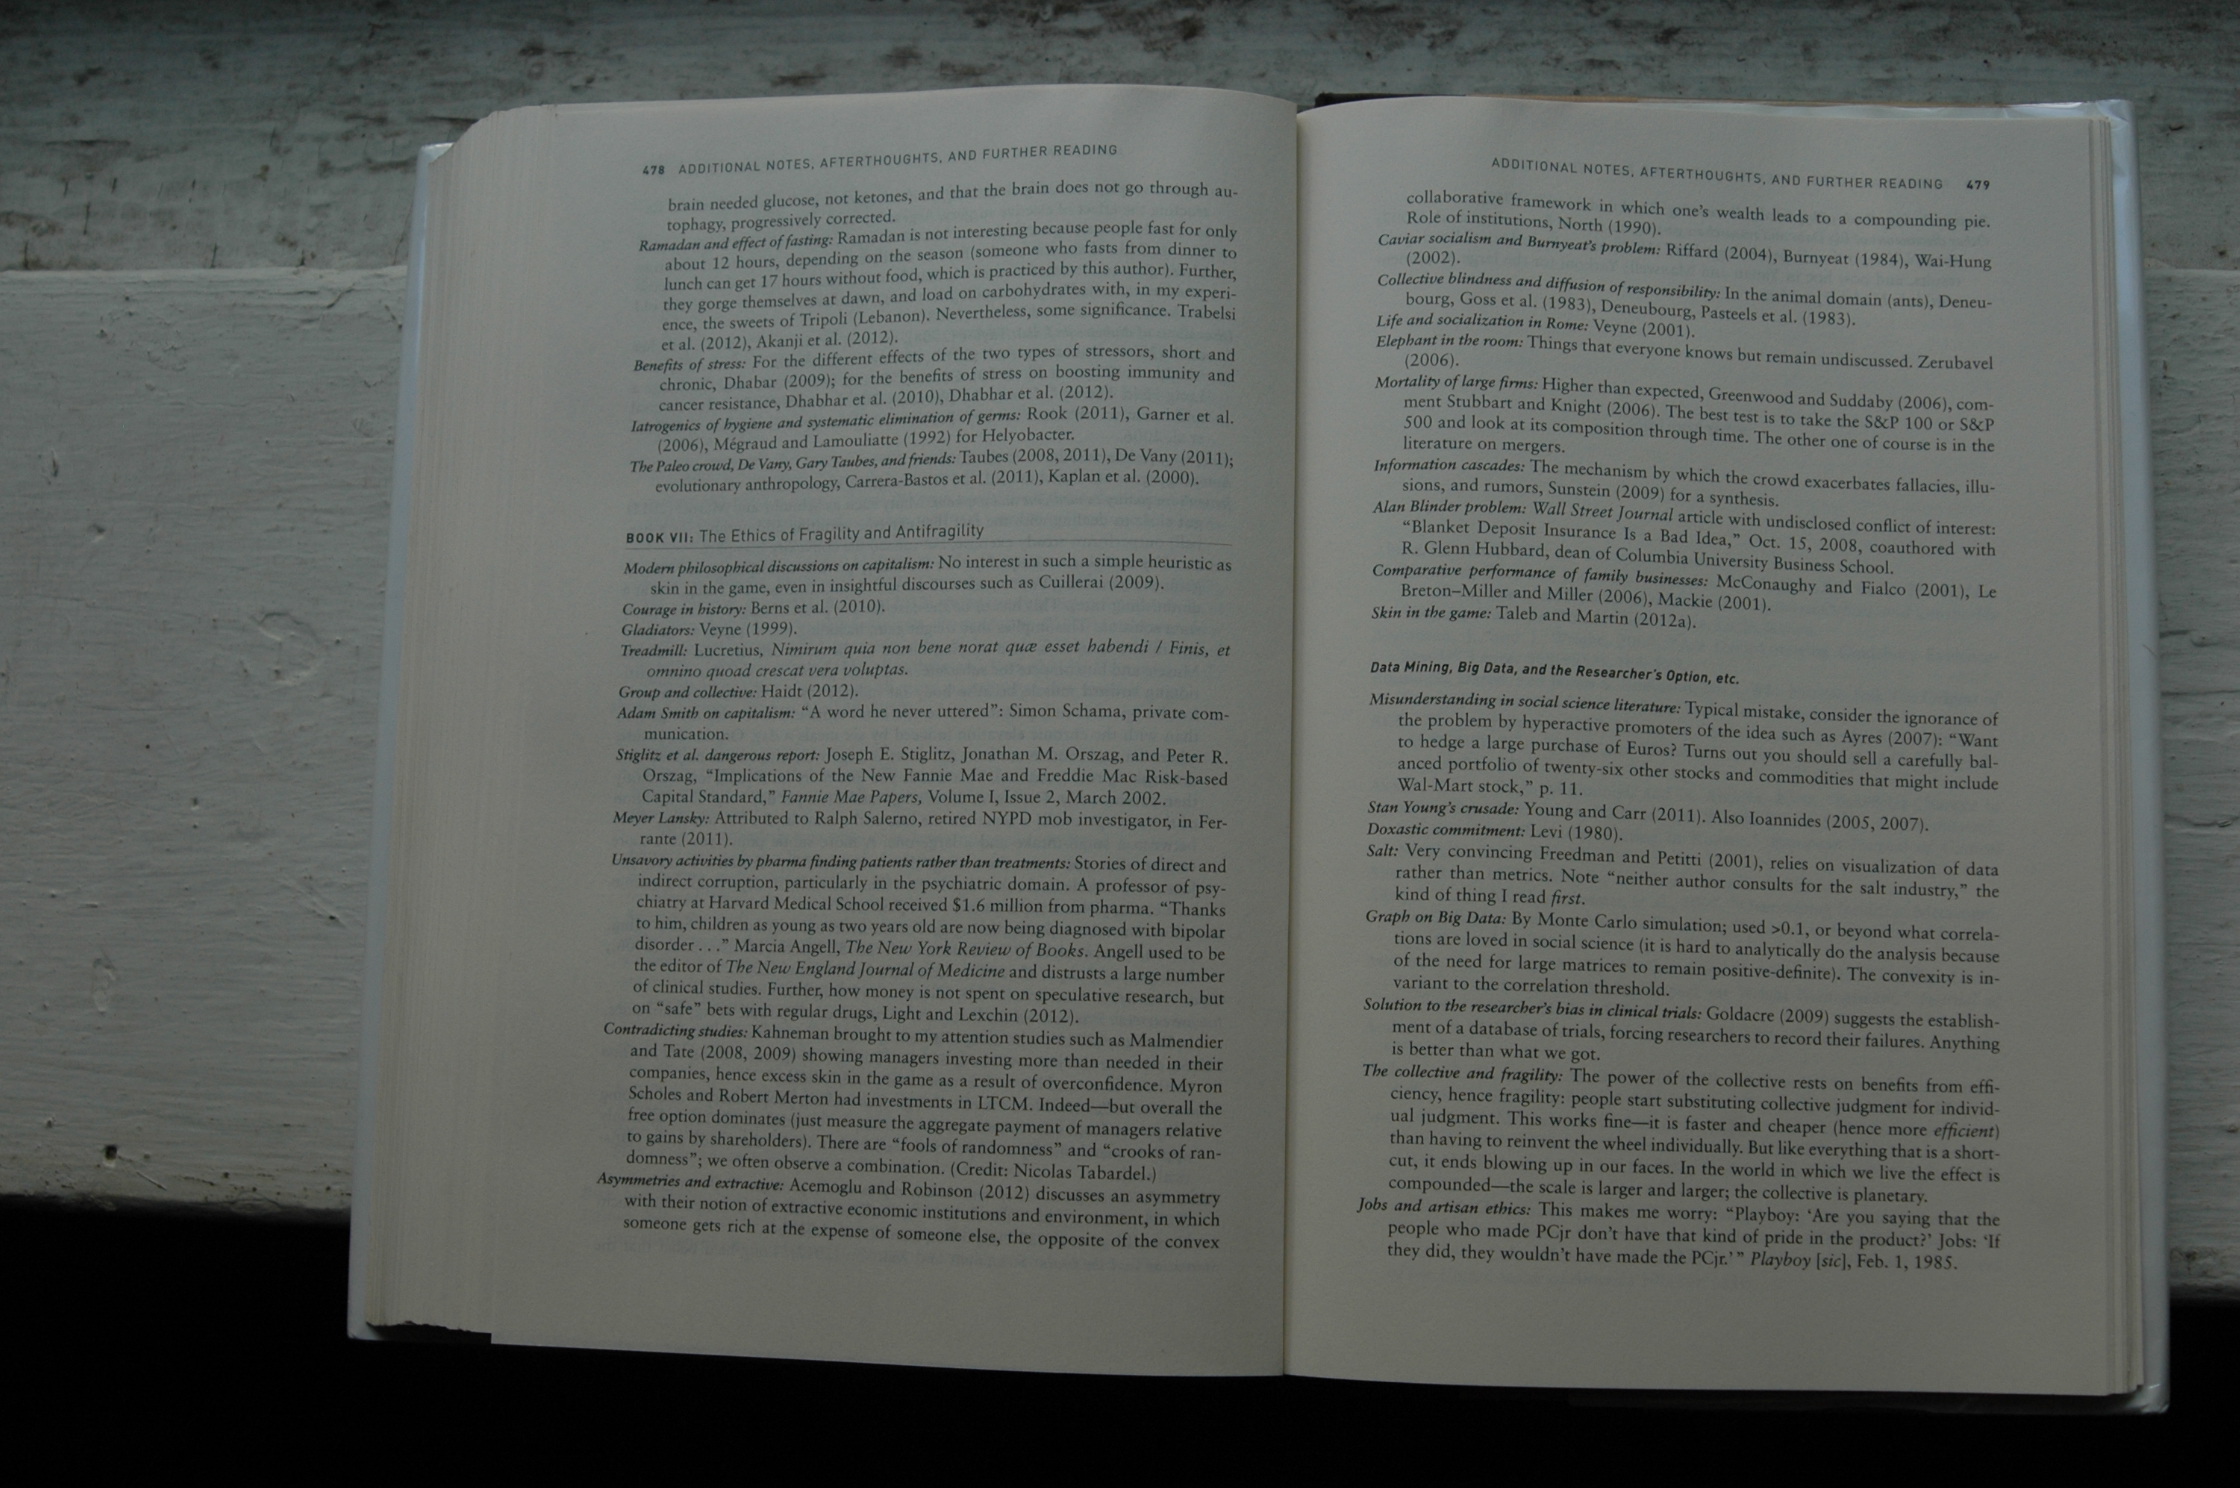 478 ADDITIONAL NOTES, AFTERTHOUGHTS, AND FURTHER READING
brain needed glucose, not ketones, and that the brain does not go through au-
tophagy, progressively corrected.
Ramadan and effect of fasting: Ramadan is not interesting because people fast for only
about 12 hours, depending on the season (someone who fasts from dinner to
lunch can get 17 hours without food, which is practiced by this author). Further,
they gorge themselves at dawn, and load on carbohydrates with, in my experi-
ence, the sweets of Tripoli (Lebanon). Nevertheless, some significance. Trabelsi
et al. (2012), Akanji et al. (2012).
Benefits of stress: For the different effects of the two types of stressors, short and
chronic, Dhabar (2009); for the benefits of stress on boosting immunity and
cancer resistance, Dhabhar et al. (2010), Dhabhar et al. (2012).
Iatrogenics of hygiene and systematic elimination of germs: Rook (2011), Garner et al.
(2006), Mégraud and Lamouliatte (1992) for Helyobacter.
The Paleo crowd, De Vany, Gary Taubes, and friends: Taubes (2008, 2011), De Vany (2011);
evolutionary anthropology, Carrera-Bastos et al. (2011), Kaplan et al. (2000).
BOOK VII: The Ethics of Fragility and Antifragility
Modern philosophical discussions on capitalism: No interest in such a simple heuristic as
skin in the game, even in insightful discourses such as Cuillerai (2009).
Courage in history: Berns et al. (2010).
Gladiators: Veyne (1999).
Treadmill: Lucretius, Nimirum quia non bene norat quæ esset habendi / Finis, et
omnino quoad crescat vera voluptas.
Group and collective: Haidt (2012).
Adam Smith on capitalism: “A word he never uttered”: Simon Schama, private com-
munication.
Stiglitz et al. dangerous report: Joseph E. Stiglitz, Jonathan M. Orszag, and Peter R.
Orszag, “Implications of the New Fannie Mae and Freddie Mac Risk-based
Capital Standard,” Fannie Mae Papers, Volume I, Issue 2, March 2002.
Meyer Lansky: Attributed to Ralph Salerno, retired NYPD mob investigator, in Fer-
rante (2011).
Unsavory activities by pharma finding patients rather than treatments: Stories of direct and
indirect corruption, particularly in the psychiatric domain. A professor of psy-
chiatry at Harvard Medical School received $1.6 million from pharma. “Thanks
to him, children as young as two years old are now being diagnosed with bipolar
disorder . . .” Marcia Angell, The New York Review of Books. Angell used to be
the editor of The New England Journal of Medicine and distrusts a large number
of clinical studies. Further, how money is not spent on speculative research, but
on “safe” bets with regular drugs, Light and Lexchin (2012).
Contradicting studies: Kahneman brought to my attention studies such as Malmendier
and Tate (2008, 2009) showing managers investing more than needed in their
companies, hence excess skin in the game as a result of overconfidence. Myron
Scholes and Robert Merton had investments in LTCM. Indeed—but overall the
free option dominates (just measure the aggregate payment of managers relative
to gains by shareholders). There are “fools of randomness” and “crooks of ran-
domness”; we often observe a combination. (Credit: Nicolas Tabardel.)
Asymmetries and extractive: Acemoglu and Robinson (2012) discusses an asymmetry
with their notion of extractive economic institutions and environment, in which
someone gets rich at the expense of someone else, the opposite of the convex
ADDITIONAL NOTES, AFTERTHOUGHTS, AND FURTHER READING 479
collaborative framework in which one’s wealth leads to a compounding pie.
Role of institutions, North (1990).
Caviar socialism and Burnyeat’s problem: Riffard (2004), Burnyeat (1984), Wai-Hung
(2002).
Collective blindness and diffusion of responsibility: In the animal domain (ants), Deneu-
bourg, Goss et al. (1983), Deneubourg, Pasteels et al. (1983).
Life and socialization in Rome: Veyne (2001).
Elephant in the room: Things that everyone knows but remain undiscussed. Zerubavel
(2006).
Mortality of large firms: Higher than expected, Greenwood and Suddaby (2006), com-
ment Stubbart and Knight (2006). The best test is to take the S&P 100 or S&P
500 and look at its composition through time. The other one of course is in the
literature on mergers.
Information cascades: The mechanism by which the crowd exacerbates fallacies, illu-
sions, and rumors, Sunstein (2009) for a synthesis.
Alan Blinder problem: Wall Street Journal article with undisclosed conflict of interest:
“Blanket Deposit Insurance Is a Bad Idea,” Oct. 15, 2008, coauthored with
R. Glenn Hubbard, dean of Columbia University Business School.
Comparative performance of family businesses: McConaughy and Fialco (2001), Le
Breton–Miller and Miller (2006), Mackie (2001).
Skin in the game: Taleb and Martin (2012a).
Data Mining, Big Data, and the Researcher’s Option, etc.
Misunderstanding in social science literature: Typical mistake, consider the ignorance of
the problem by hyperactive promoters of the idea such as Ayres (2007): “Want
to hedge a large purchase of Euros? Turns out you should sell a carefully bal-
anced portfolio of twenty-six other stocks and commodities that might include
Wal-Mart stock,” p. 11.
Stan Young’s crusade: Young and Carr (2011). Also Ioannides (2005, 2007).
Doxastic commitment: Levi (1980).
Salt: Very convincing Freedman and Petitti (2001), relies on visualization of data
rather than metrics. Note “neither author consults for the salt industry,” the
kind of thing I read first.
Graph on Big Data: By Monte Carlo simulation; used >0.1, or beyond what correla-
tions are loved in social science (it is hard to analytically do the analysis because
of the need for large matrices to remain positive-definite). The convexity is in-
variant to the correlation threshold.
Solution to the researcher’s bias in clinical trials: Goldacre (2009) suggests the establish-
ment of a database of trials, forcing researchers to record their failures. Anything
is better than what we got.
The collective and fragility: The power of the collective rests on benefits from effi-
ciency, hence fragility: people start substituting collective judgment for individ-
ual judgment. This works fine—it is faster and cheaper (hence more efficient)
than having to reinvent the wheel individually. But like everything that is a short-
cut, it ends blowing up in our faces. In the world in which we live the effect is
compounded—the scale is larger and larger; the collective is planetary.
Jobs and artisan ethics: This makes me worry: “Playboy: ‘Are you saying that the
people who made PCjr don’t have that kind of pride in the product?’ Jobs: ‘If
they did, they wouldn’t have made the PCjr.’” Playboy [sic], Feb. 1, 1985.